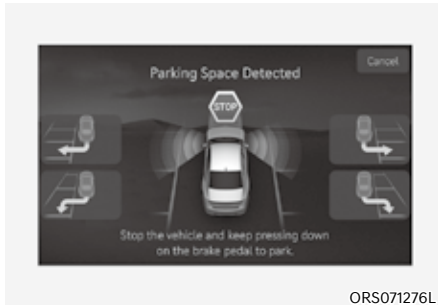 Cancel
Parking Space Detected
STOP
Stop the vehicle and keep pressing down
on the brake pedal to park.
ORS071276L